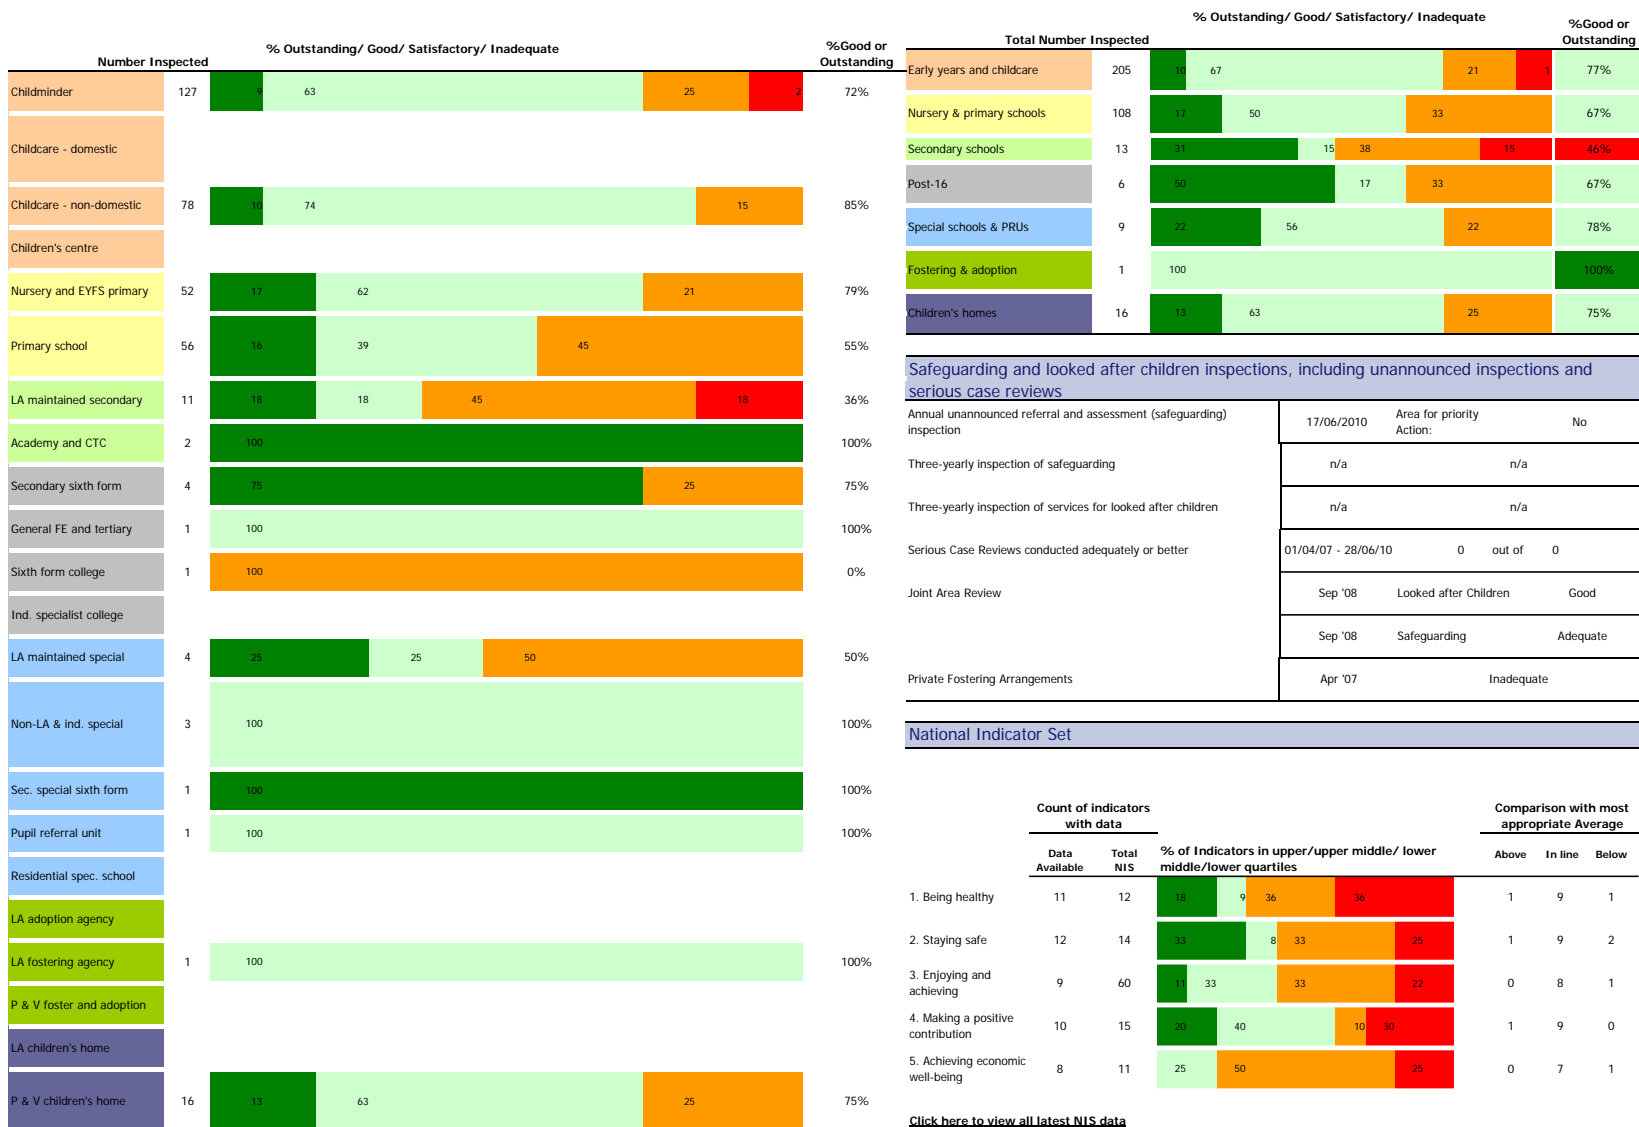 % Outstanding/ Good/ Satisfactory/ Inadequate
Number Inspected
%Good or
Outstanding
Childminder 127 9 63 25 2 72%
Childcare - domestic
Childcare - non-domestic 78 10 74 15 85%
Children's centre
Nursery and EYFS primary 52 17 62 21 79%
Primary school 56 16 39 45 55%
LA maintained secondary 11 18 18 45 18 36%
Academy and CTC 2 100 100%
Secondary sixth form 4 75 25 75%
General FE and tertiary 1 100 100%
Sixth form college 1 100 0%
Ind. specialist college
LA maintained special 4 25 25 50 50%
Non-LA & ind. special 3 100 100%
Sec. special sixth form 1 100 100%
Pupil referral unit 1 100 100%
Residential spec. school
LA adoption agency
LA fostering agency 1 100 100%
P & V foster and adoption
LA children's home
P & V children's home 16 13 63 25 75%
% Outstanding/ Good/ Satisfactory/ Inadequate
Total Number Inspected
%Good or
Outstanding
Early years and childcare 205 10 67 21 1 77%
Nursery & primary schools 108 17 50 33 67%
Secondary schools 13 31 15 38 15 46%
Post-16 6 50 17 33 67%
Special schools & PRUs 9 22 56 22 78%
Fostering & adoption 1 100 100%
Children's homes 16 13 63 25 75%
Safeguarding and looked after children inspections, including unannounced inspections and
serious case reviews
Annual unannounced referral and assessment (safeguarding)
inspection
17/06/2010
Area for priority
Action:
No
Three-yearly inspection of safeguarding n/a n/a
Three-yearly inspection of services for looked after children n/a n/a
Serious Case Reviews conducted adequately or better 01/04/07 - 28/06/10 0 out of 0
Joint Area Review Sep '08 Looked after Children Good
Sep '08 Safeguarding Adequate
Private Fostering Arrangements Apr '07 Inadequate
National Indicator Set
Count of indicators
with data
Comparison with most
appropriate Average
Data
Available
Total
NIS
% of Indicators in upper/upper middle/ lower
middle/lower quartiles
Above In line Below
1. Being healthy 11 12 18 9 36 36 1 9 1
2. Staying safe 12 14 33 8 33 25 1 9 2
3. Enjoying and
achieving
9 60 11 33 33 22 0 8 1
4. Making a positive
contribution
10 15 20 40 10 30 1 9 0
5. Achieving economic
well-being
8 11 25 50 25 0 7 1
Click here to view all latest NIS data